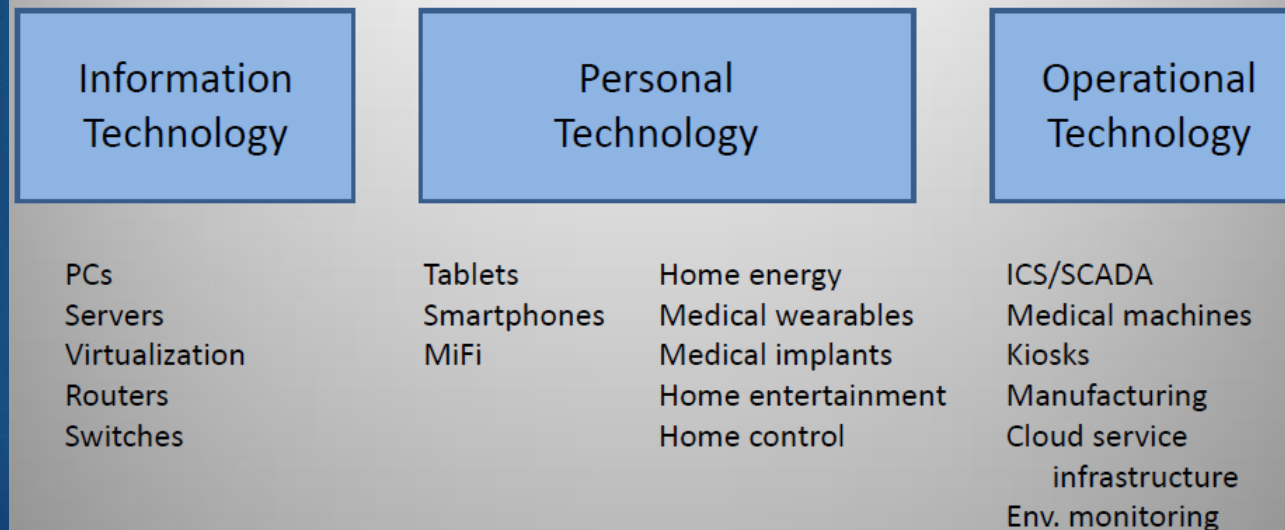 Information
Technology
Personal
Technology
Operational
Technology
PCs
Servers
Virtualization
Routers
Switches
Tablets
Smartphones
MiFi
Home energy
Medical wearables
Medical implants
Home entertainment
Home control
ICS/SCADA
Medical machines
Kiosks
Manufacturing
Cloud service
infrastructure
Env. monitoring